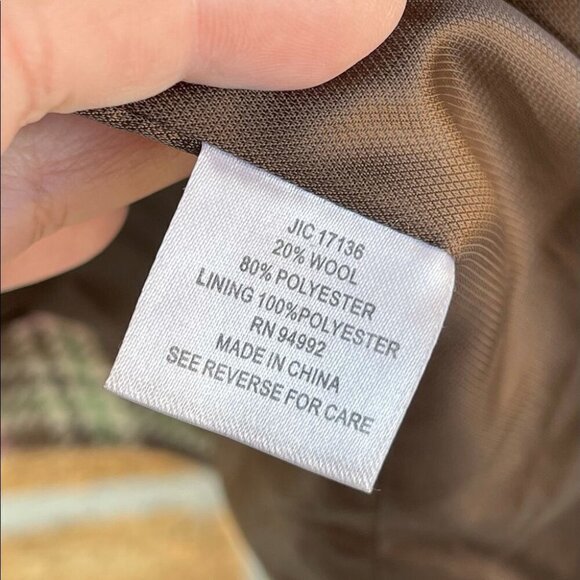 JIC 17136
20% WOOL
80% POLYESTER
LINING 100%POLYESTER
RN 94992
MADE IN CHINA
SEE REVERSE FOR CARE